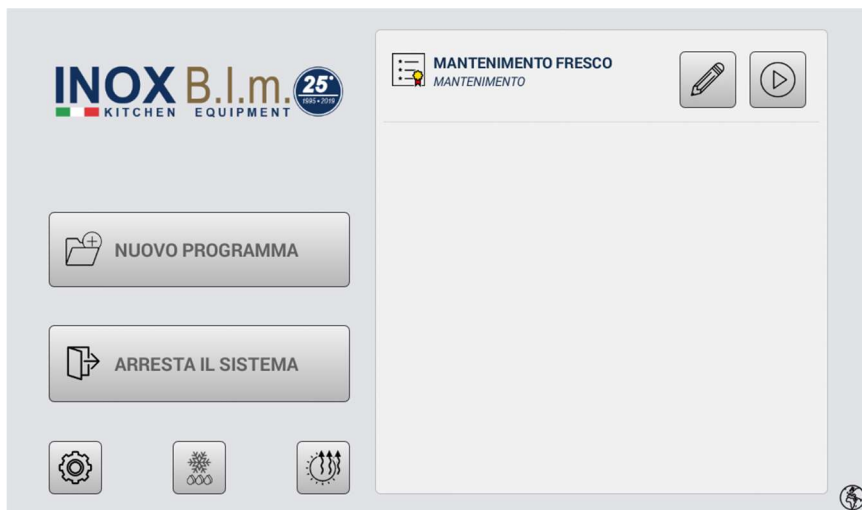 INOX B.I.m. 25°
1995 • 2019
KITCHEN EQUIPMENT
MANTENIMENTO FRESCO
MANTENIMENTO
NUOVO PROGRAMMA
ARRESTA IL SISTEMA